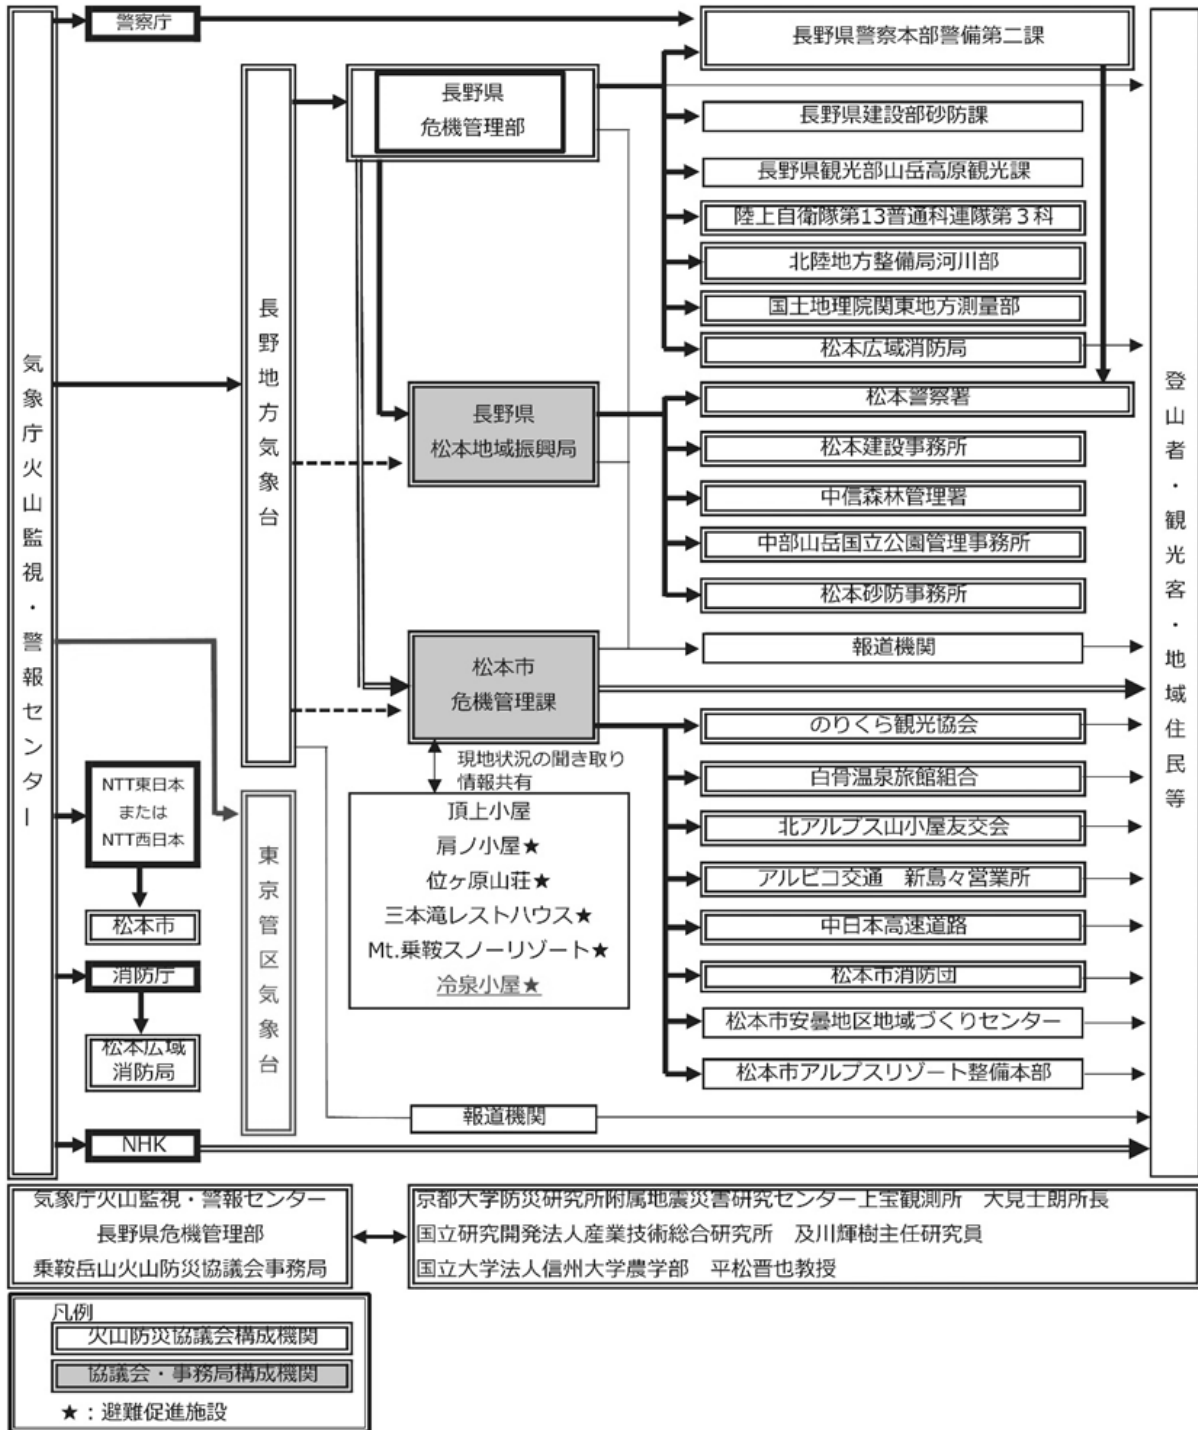 気象庁火山監視・警報センター
警察庁
長野県警察本部警備第二課
長野地方気象台
長野県
危機管理部
長野県建設部砂防課
長野県観光部山岳高原観光課
陸上自衛隊第13普通科連隊第3科
北陸地方整備局河川部
国土地理院関東地方測量部
松本広域消防局
長野県
松本地域振興局
松本警察署
松本建設事務所
中信森林管理署
中部山岳国立公園管理事務所
松本砂防事務所
報道機関
松本市
危機管理課
のりくら観光協会
白骨温泉旅館組合
北アルプス山小屋友交会
アルピコ交通　新島々営業所
中日本高速道路
松本市消防団
松本市安曇地区地域づくりセンター
松本市アルプスリゾート整備本部
現地状況の聞き取り
情報共有
頂上小屋
肩ノ小屋★
位ヶ原山荘★
三本滝レストハウス★
Mt.乗鞍スノーリゾート★
冷泉小屋★
NTT東日本
または
NTT西日本
松本市
消防庁
松本広域
消防局
東京管区気象台
報道機関
NHK
登山者・観光客・地域住民等
気象庁火山監視・警報センター
長野県危機管理部
乗鞍岳山火山防災協議会事務局
京都大学防災研究所附属地震災害研究センター上宝観測所　大見士朗所長
国立研究開発法人産業技術総合研究所　及川輝樹主任研究員
国立大学法人信州大学農学部　平松晋也教授
凡例
火山防災協議会構成機関
協議会・事務局構成機関
★：避難促進施設